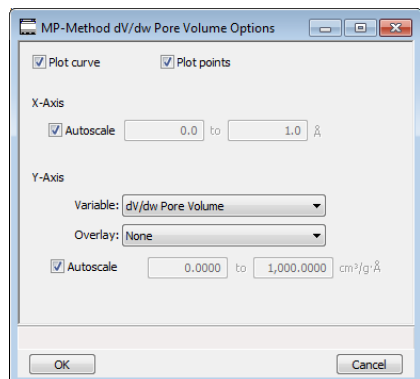 MP-Method dV/dw Pore Volume Options
Plot curve Plot points
X-Axis
Autoscale 0.0 to 1.0 Å
Y-Axis
Variable: dV/dw Pore Volume
Overlay: None
Autoscale 0.0000 to 1,000.0000 cm³/g·Å
OK Cancel